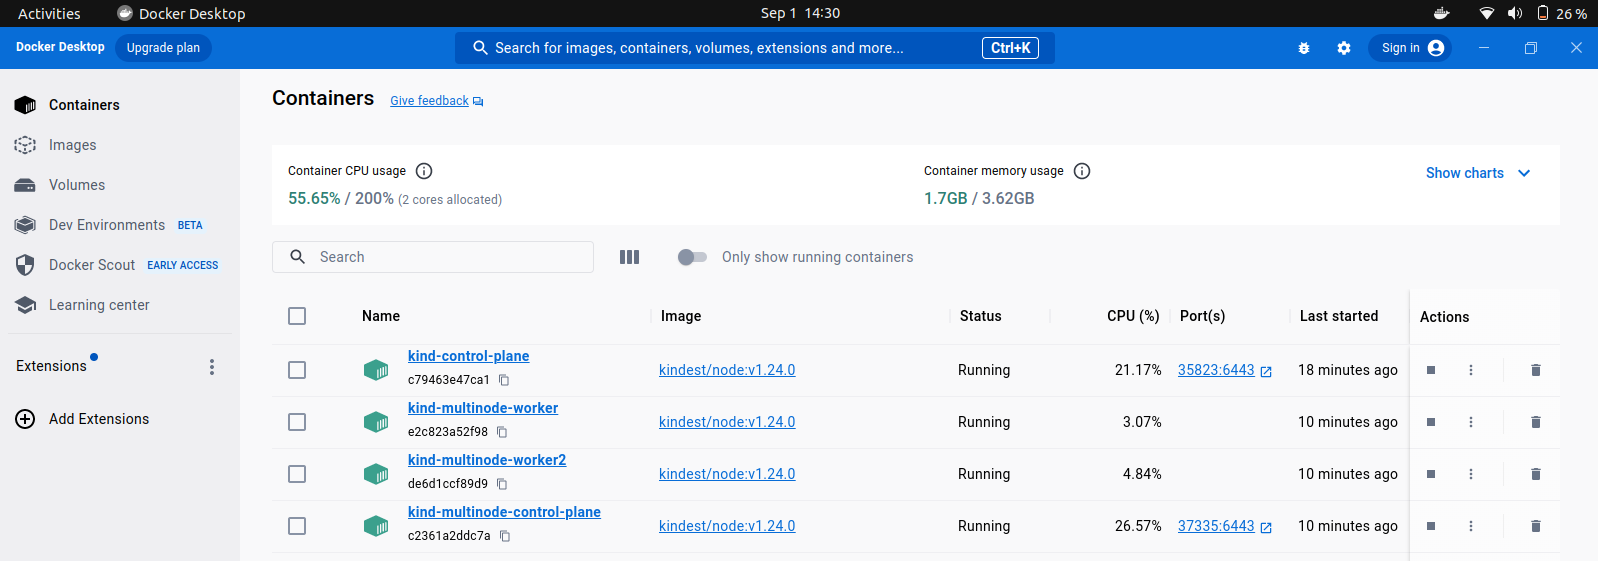 Activities Docker Desktop Sep 1 14:30 26 %
Docker Desktop Upgrade plan Search for images, containers, volumes, extensions and more... Ctrl+K Sign in
Containers
Images
Volumes
Dev Environments BETA
Docker Scout EARLY ACCESS
Learning center
Extensions
Add Extensions
Containers Give feedback
Container CPU usage
55.65% / 200% (2 cores allocated)
Container memory usage
1.7GB / 3.62GB
Show charts
Search Only show running containers
Name Image Status CPU (%) Port(s) Last started Actions
kind-control-plane
c79463e47ca1 kindest/node:v1.24.0 Running 21.17% 35823:6443 18 minutes ago
kind-multinode-worker
e2c823a52f98 kindest/node:v1.24.0 Running 3.07% 10 minutes ago
kind-multinode-worker2
de6d1ccf89d9 kindest/node:v1.24.0 Running 4.84% 10 minutes ago
kind-multinode-control-plane
c2361a2ddc7a kindest/node:v1.24.0 Running 26.57% 37335:6443 10 minutes ago